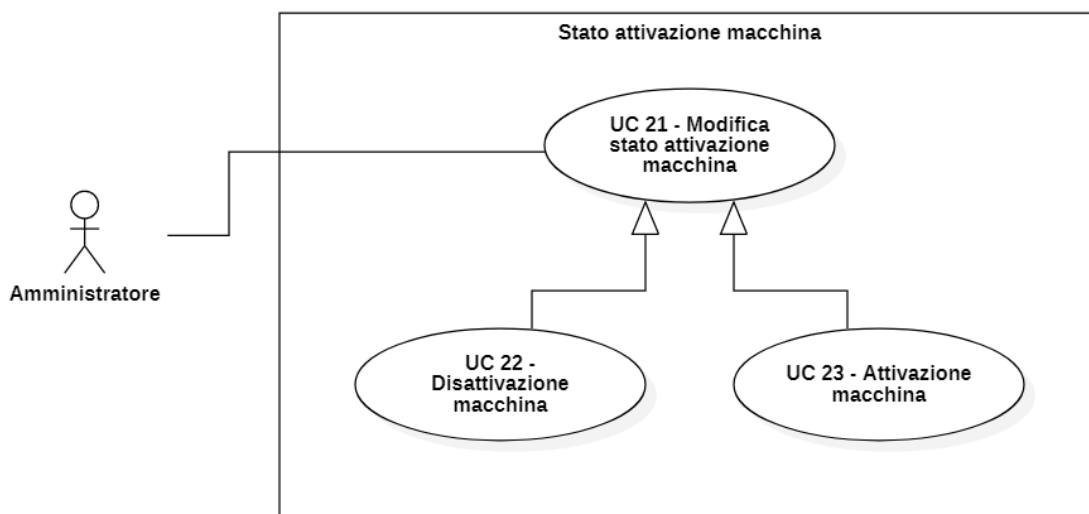 Stato attivazione macchina
UC 21 - Modifica
stato attivazione
macchina
Amministratore
UC 22 -
Disattivazione
macchina
UC 23 - Attivazione
macchina